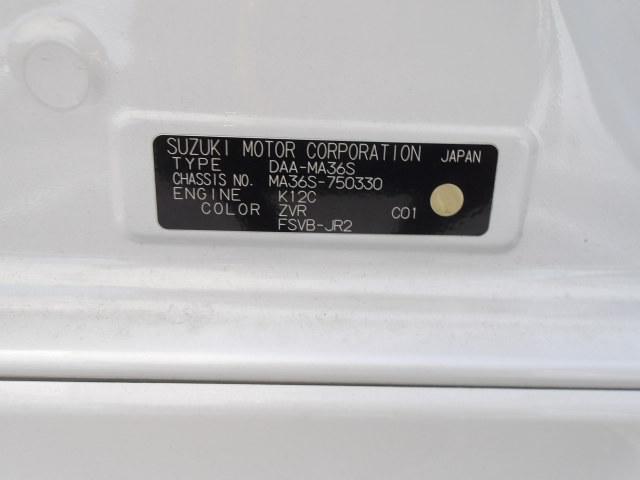 SUZUKI MOTOR CORPORATION JAPAN
TYPE DAA-MA36S
CHASSIS NO. MA36S-750330
ENGINE K12C
COLOR ZVR C01
FSVB-JR2